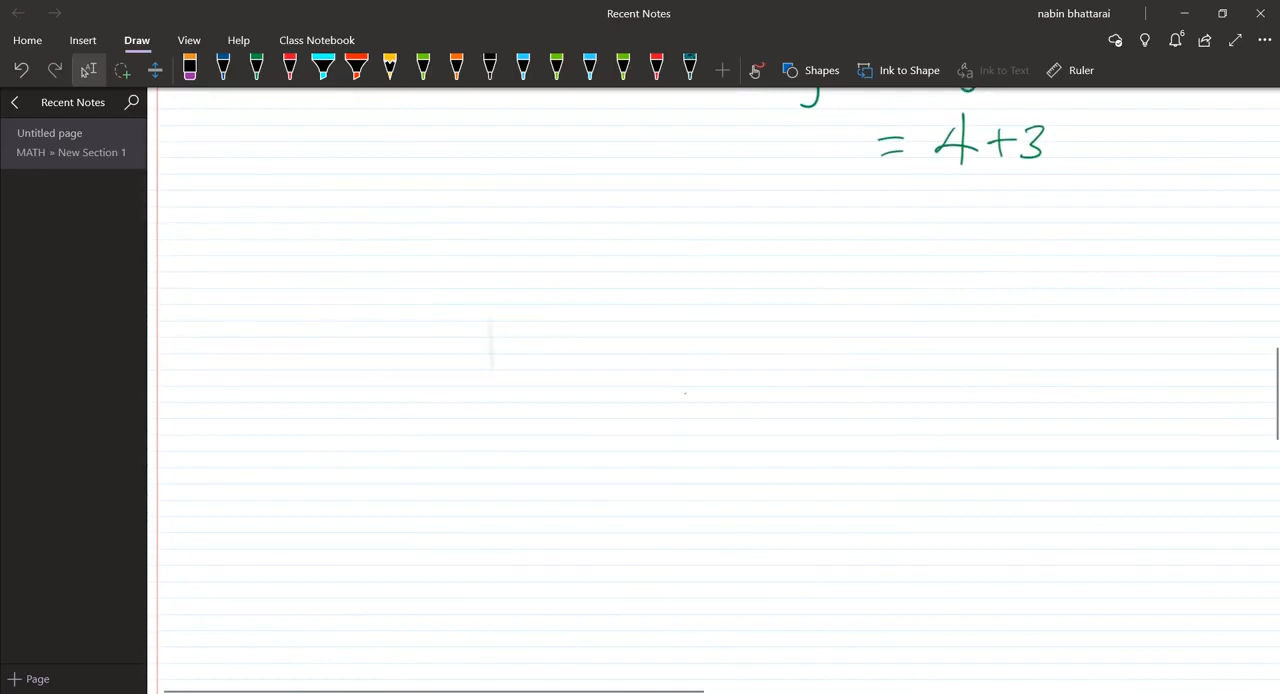 Recent Notes
nabin bhattarai
Home Insert Draw View Help Class Notebook
6
Shapes Ink to Shape Ink to Text Ruler
Recent Notes
Untitled page
MATH » New Section 1
= 4+3
Page